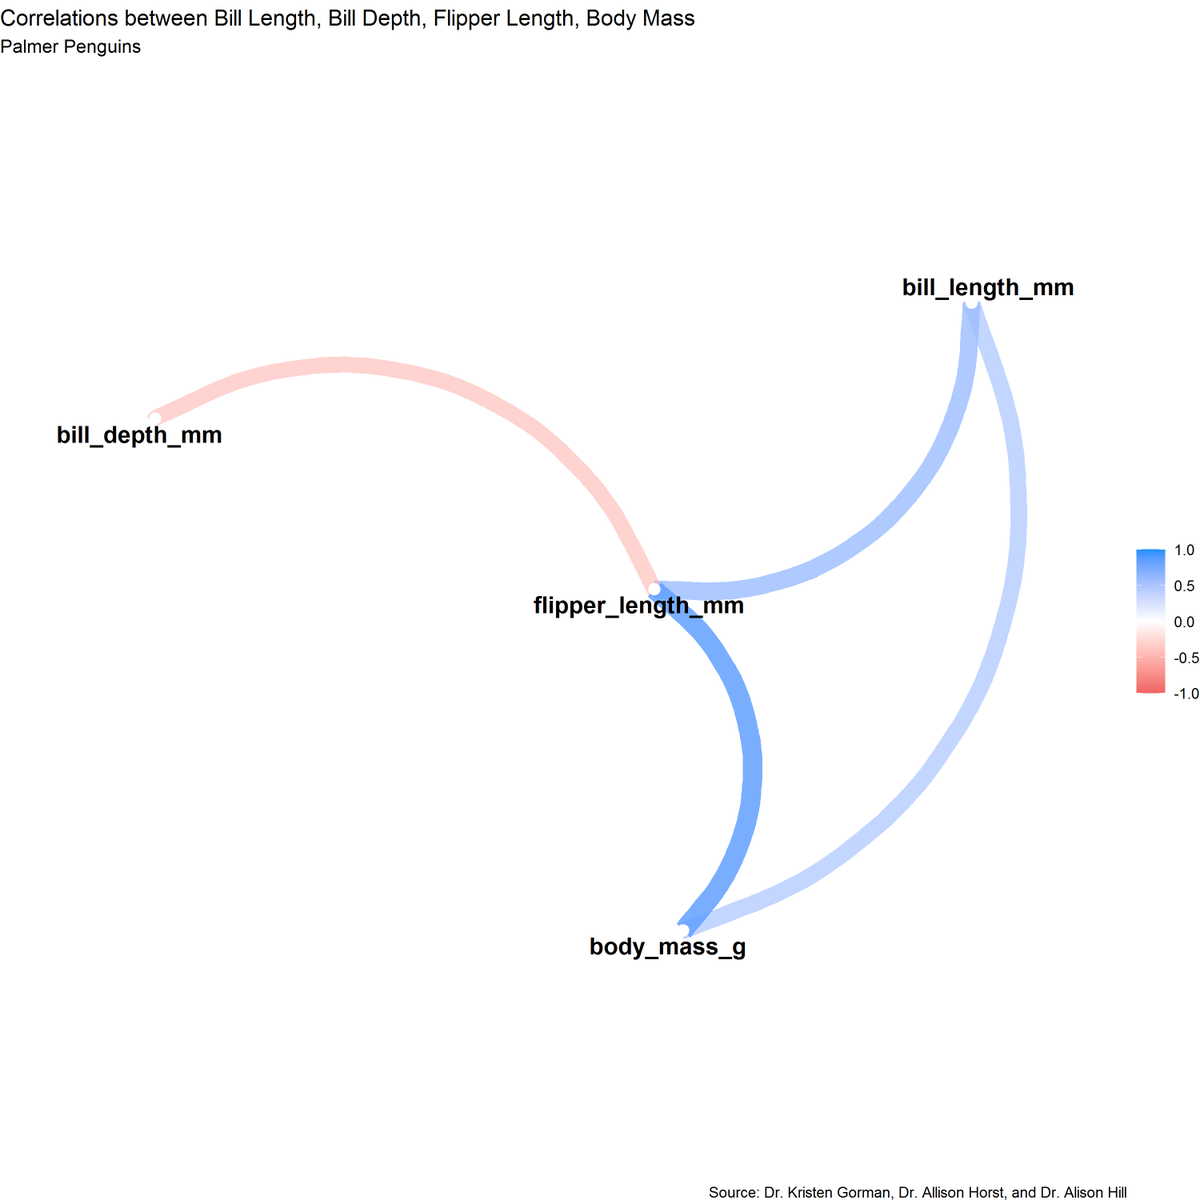 Correlations between Bill Length, Bill Depth, Flipper Length, Body Mass
Palmer Penguins
bill_length_mm
bill_depth_mm
flipper_length_mm
body_mass_g
1.0
0.5
0.0
-0.5
-1.0
Source: Dr. Kristen Gorman, Dr. Allison Horst, and Dr. Alison Hill